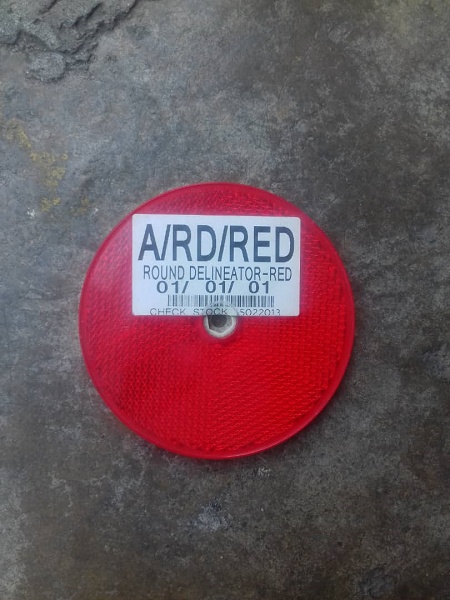 A/RD/RED
ROUND DELINEATOR-RED
01/ 01/ 01
CHECK STOCK 15022013